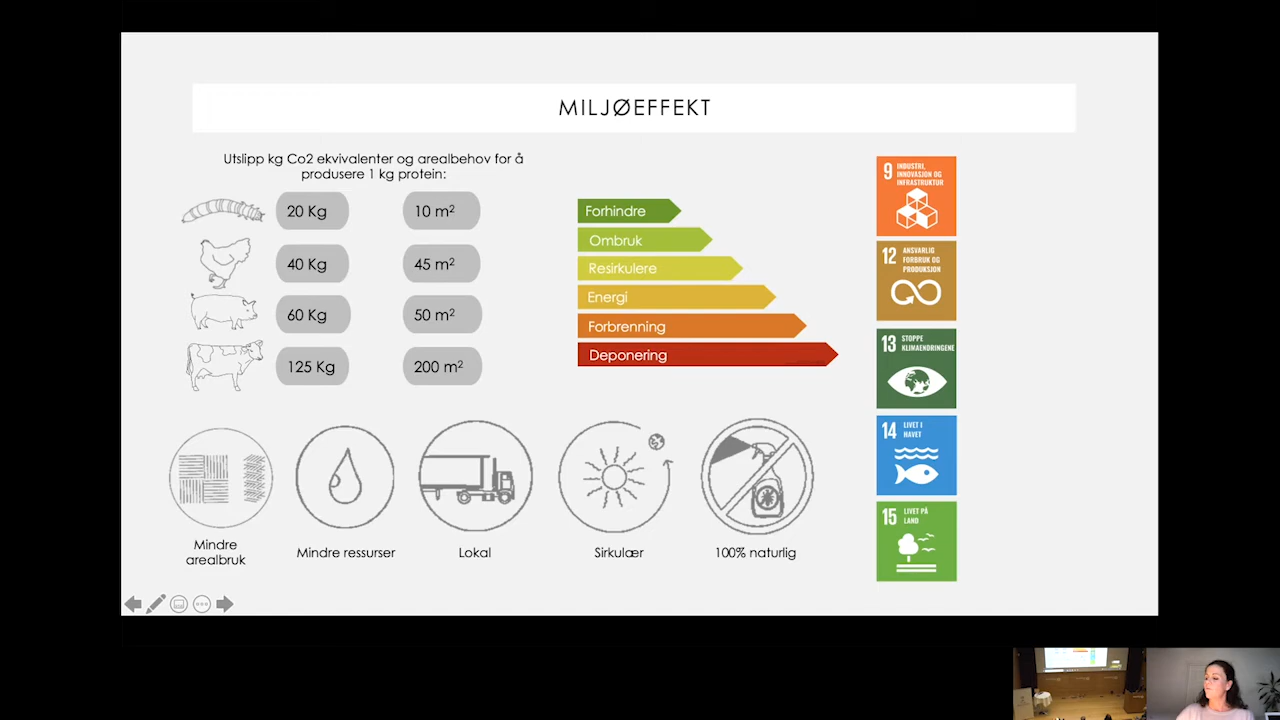 MILJØEFFEKT
Utslipp kg Co2 ekvivalenter og arealbehov for å
produsere 1 kg protein:
20 Kg
10 m²
40 Kg
45 m²
60 Kg
50 m²
125 Kg
200 m²
Forhindre
Ombruk
Resirkulere
Energi
Forbrenning
Deponering
9 INDUSTRI,
INNOVASJON OG
INFRASTRUKTUR
12 ANSVARLIG
FORBRUK OG
PRODUKSJON
13 STOPPE
KLIMAENDRINGENE
14 LIVET I
HAVET
15 LIVET PÅ
LAND
Mindre
arealbruk
Mindre ressurser
Lokal
Sirkulær
100% naturlig